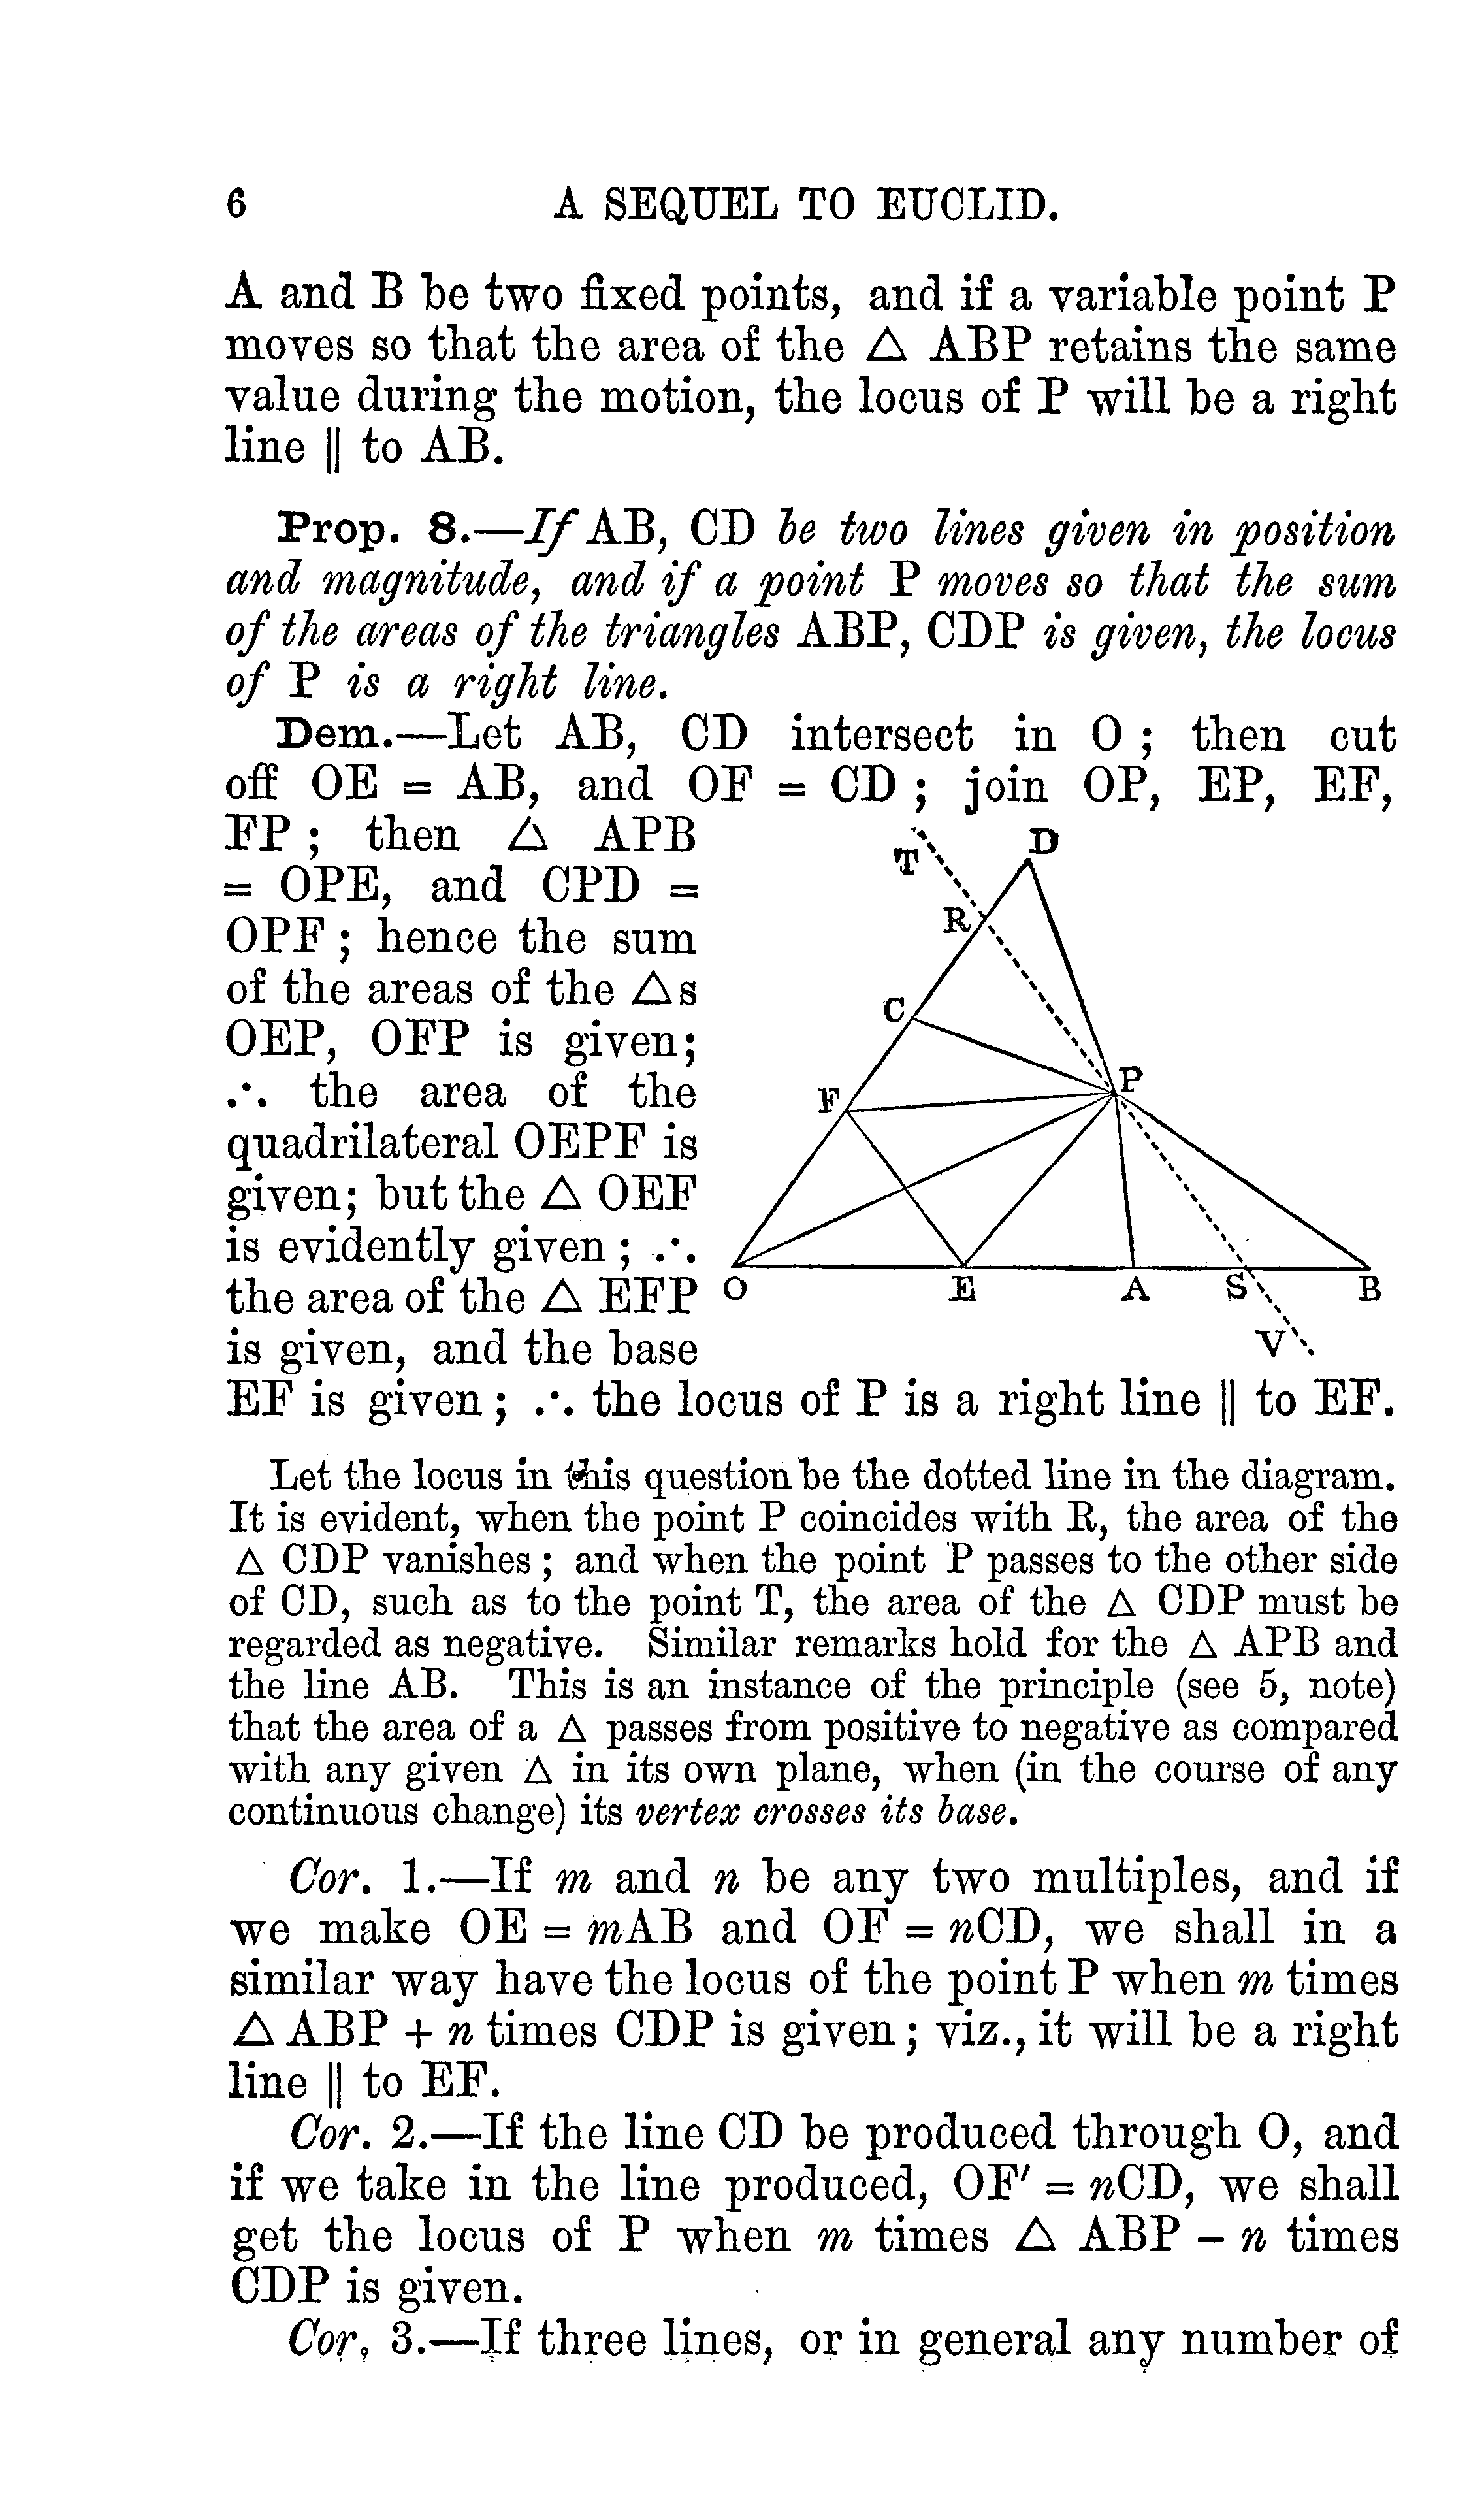 6 A SEQUEL TO EUCLID.
A and B be two fixed points, and if a variable point P
moves so that the area of the △ ABP retains the same
value during the motion, the locus of P will be a right
line || to AB.
Prop. 8.—If AB, CD be two lines given in position
and magnitude, and if a point P moves so that the sum
of the areas of the triangles ABP, CDP is given, the locus
of P is a right line.
Dem.—Let AB, CD intersect in O ; then cut
off OE = AB, and OF = CD ; join OP, EP, EF,
FP ; then △ APB
= OPE, and CPD =
OPF ; hence the sum
of the areas of the △s
OEP, OFP is given;
∴ the area of the
quadrilateral OEPF is
given; but the △ OEF
is evidently given ; ∴
the area of the △ EFP
is given, and the base
T
D
R
C
P
F
O
E
A
S
B
V
EF is given ; ∴ the locus of P is a right line || to EF.
Let the locus in this question be the dotted line in the diagram.
It is evident, when the point P coincides with R, the area of the
△ CDP vanishes ; and when the point P passes to the other side
of CD, such as to the point T, the area of the △ CDP must be
regarded as negative. Similar remarks hold for the △ APB and
the line AB. This is an instance of the principle (see 5, note)
that the area of a △ passes from positive to negative as compared
with any given △ in its own plane, when (in the course of any
continuous change) its vertex crosses its base.
Cor. 1.—If m and n be any two multiples, and if
we make OE = mAB and OF = nCD, we shall in a
similar way have the locus of the point P when m times
△ ABP + n times CDP is given ; viz., it will be a right
line || to EF.
Cor. 2.—If the line CD be produced through O, and
if we take in the line produced, OF′ = nCD, we shall
get the locus of P when m times △ ABP – n times
CDP is given.
Cor. 3.—If three lines, or in general any number of